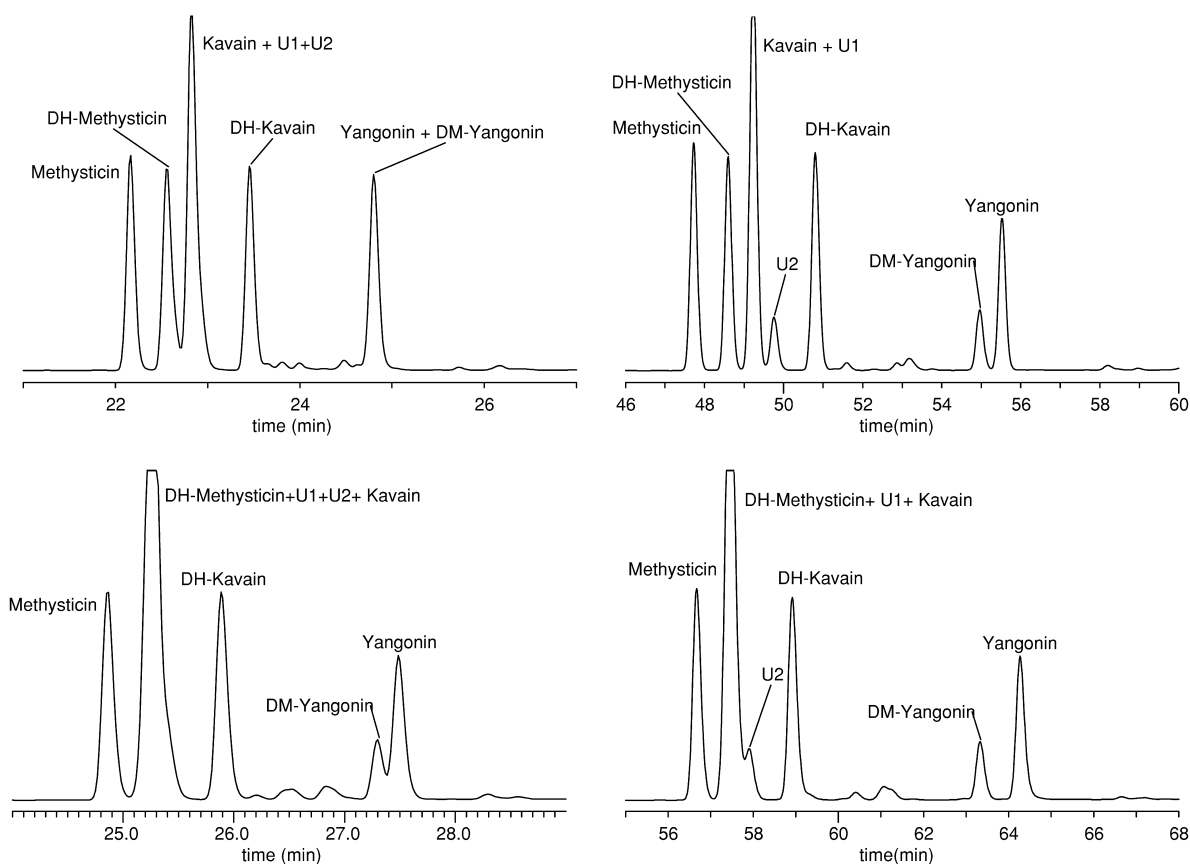 Kavain + U1+U2
DH-Methysticin
DH-Kavain
Yangonin + DM-Yangonin
Methysticin
22 24 26
time (min)
Kavain + U1
DH-Methysticin
Methysticin
DH-Kavain
Yangonin
U2
DM-Yangonin
46 48 50 52 54 56 58 60
time(min)
DH-Methysticin+U1+U2+ Kavain
DH-Kavain
Methysticin
Yangonin
DM-Yangonin
25.0 26.0 27.0 28.0
time (min)
DH-Methysticin+ U1+ Kavain
Methysticin
DH-Kavain
Yangonin
U2
DM-Yangonin
56 58 60 62 64 66 68
time(min)